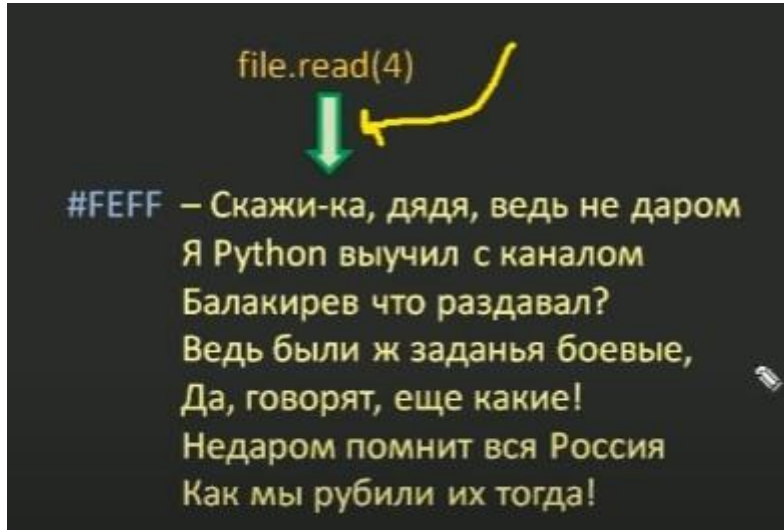 file.read(4)
#FEFF – Скажи-ка, дядя, ведь не даром
Я Python выучил с каналом
Балакирев что раздавал?
Ведь были ж заданья боевые,
Да, говорят, еще какие!
Недаром помнит вся Россия
Как мы рубили их тогда!